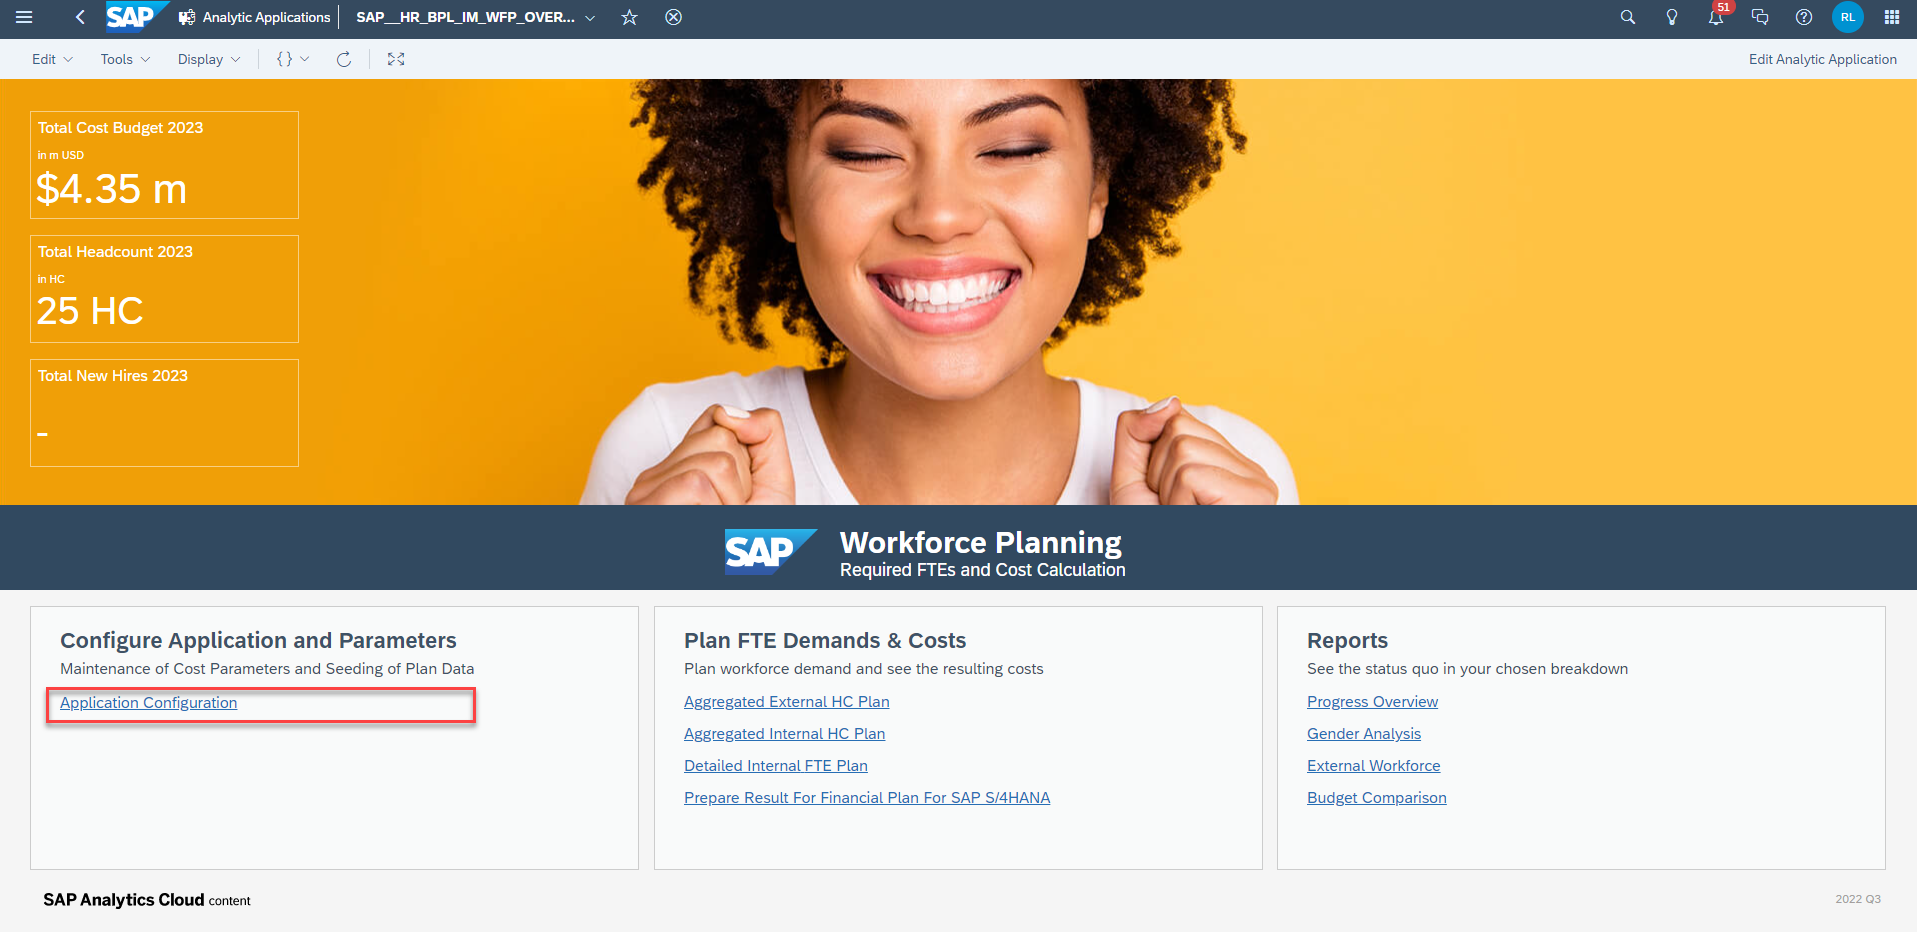 SAP
Analytic Applications
SAP__HR_BPL_IM_WFP_OVER...
51
RL
Edit
Tools
Display
{ }
Edit Analytic Application
Total Cost Budget 2023
in m USD
$4.35 m
Total Headcount 2023
in HC
25 HC
Total New Hires 2023
–
SAP
Workforce Planning
Required FTEs and Cost Calculation
Configure Application and Parameters
Maintenance of Cost Parameters and Seeding of Plan Data
Application Configuration
Plan FTE Demands & Costs
Plan workforce demand and see the resulting costs
Aggregated External HC Plan
Aggregated Internal HC Plan
Detailed Internal FTE Plan
Prepare Result For Financial Plan For SAP S/4HANA
Reports
See the status quo in your chosen breakdown
Progress Overview
Gender Analysis
External Workforce
Budget Comparison
SAP Analytics Cloud content
2022 Q3